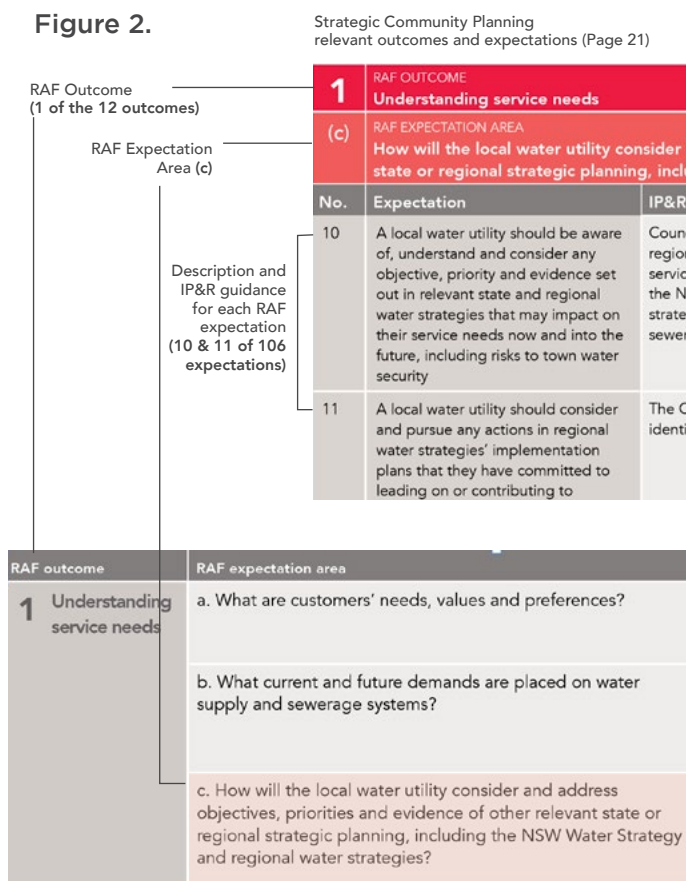 Figure 2.
Strategic Community Planning
relevant outcomes and expectations (Page 21)
RAF Outcome
(1 of the 12 outcomes)
RAF Expectation
Area (c)
Description and
IP&R guidance
for each RAF
expectation
(10 & 11 of 106
expectations)
1
RAF OUTCOME
Understanding service needs
(c)
RAF EXPECTATION AREA
How will the local water utility consider
state or regional strategic planning,
No.
Expectation
IP&R
10
A local water utility should be aware
of, understand and consider any
objective, priority and evidence set
out in relevant state and regional
water strategies that may impact on
their service needs now and into the
future, including risks to town water
security
the N
11
A local water utility should consider
and pursue any actions in regional
water strategies' implementation
plans that they have committed to
leading on or contributing to
The C
RAF outcome
RAF expectation area
1
Understanding
service needs
a. What are customers' needs, values and preferences?
b. What current and future demands are placed on water
supply and sewerage systems?
c. How will the local water utility consider and address
objectives, priorities and evidence of other relevant state or
regional strategic planning, including the NSW Water Strategy
and regional water strategies?